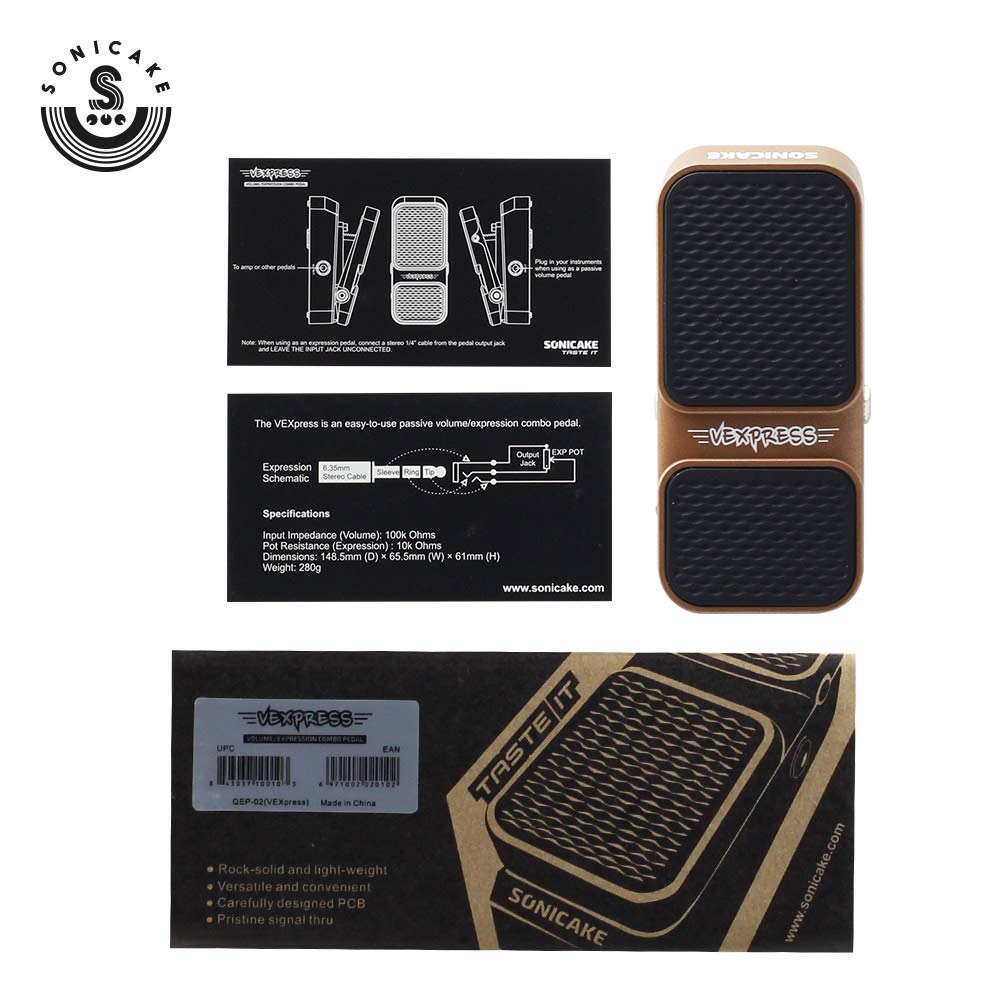 SONICAKE
S
VEXPRESS
VOLUME/EXPRESSION COMBO PEDAL
To amp or other pedals
VEXPRESS
Plug in your instruments
when using as a passive
volume pedal
Note: When using as an expression pedal, connect a stereo 1/4" cable from the pedal output jack
and LEAVE THE INPUT JACK UNCONNECTED.
SONICAKE
TASTE IT
The VEXpress is an easy-to-use passive volume/expression combo pedal.
Expression
Schematic
6.35mm
Stereo Cable
Sleeve
Ring
Tip
Output
Jack
EXP POT
Specifications
Input Impedance (Volume): 100k Ohms
Pot Resistance (Expression) : 10k Ohms
Dimensions: 148.5mm (D) × 65.5mm (W) × 61mm (H)
Weight: 280g
www.sonicake.com
SONICAKE
VEXPRESS
VEXPRESS
VOLUME/EXPRESSION COMBO PEDAL
UPC
EAN
6 971002 020102
QEP-02(VEXpress)
Made in China
• Rock-solid and light-weight
• Versatile and convenient
• Carefully designed PCB
• Pristine signal thru
TASTE IT
SONICAKE
www.sonicake.com